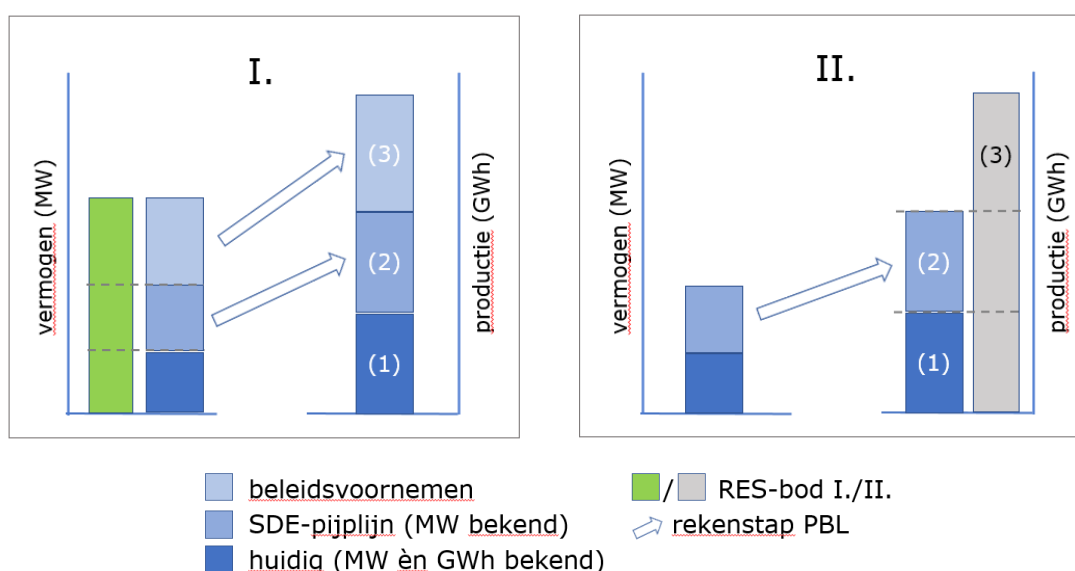 I.
vermogen (MW)
(3)
(2)
(1)
productie (GWh)
II.
vermogen (MW)
(3)
(2)
(1)
productie (GWh)
beleidsvoornemen
SDE-pijplijn (MW bekend)
huidig (MW èn GWh bekend)
/ RES-bod I./II.
rekenstap PBL